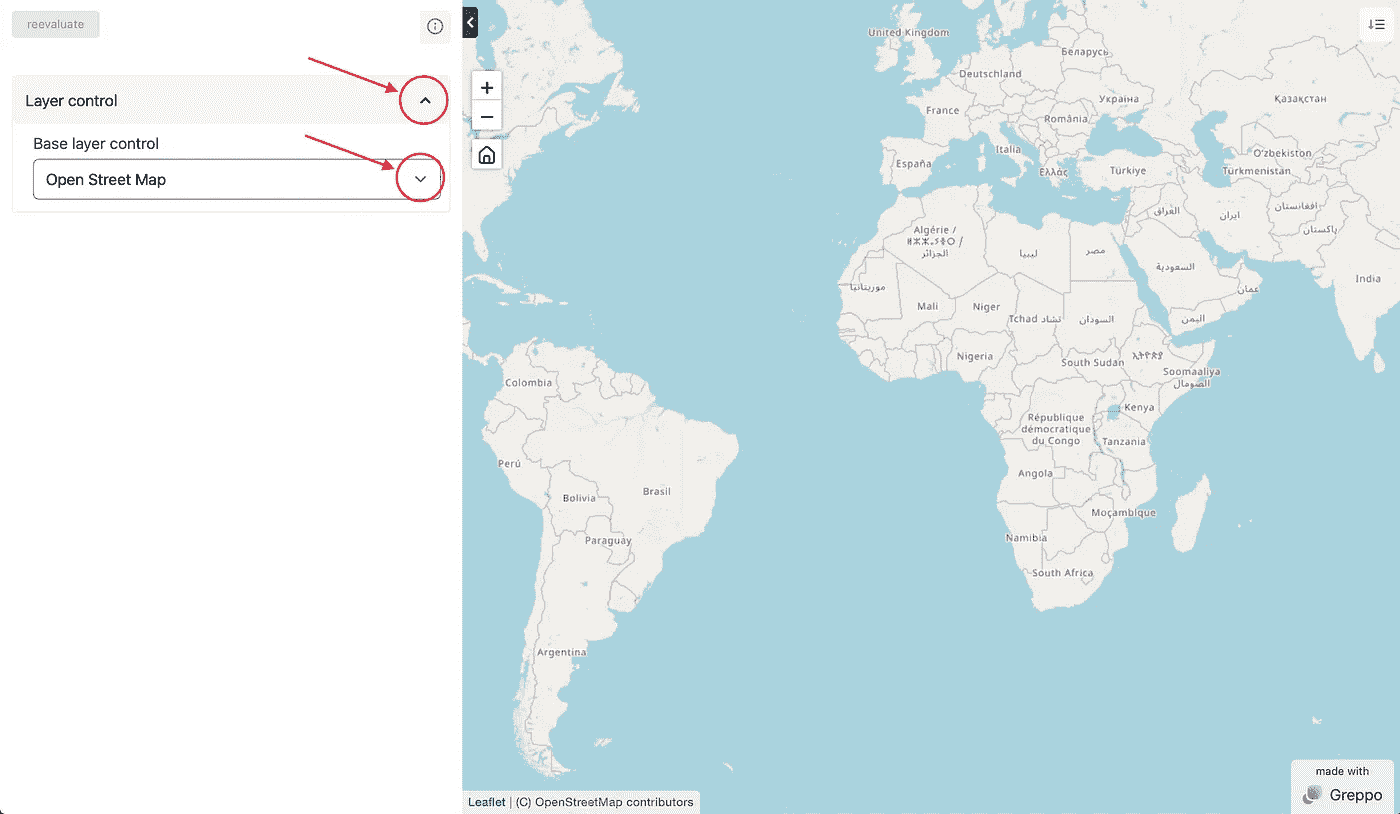 reevaluate
Layer control
Base layer control
Open Street Map
+
−
United Kingdom
Беларусь
Deutschland
Україна
France
Қазақстан
România
Italia
España
Ελλάς
Türkiye
Oʻzbekiston
Türkmenistan
العراق
ایران
افغانستان
پاکستان
Algérie /
ⵍⵣⵣⴰⵢⴻⵔ /
الجزائر
ليبيا
مصر
السعودية
India
موريتانيا
عمان
Mali
Niger
Tchad تشاد
السودان
اليمن
Nigeria
South Sudan
ኢትዮጵያ
Soomaaliya
الصومال
Colombia
Kenya
République
démocratique
du Congo
Tanzania
Perú
Angola
Brasil
Bolivia
Moçambique
Namibia
Paraguay
South Africa
Argentina
made with
Greppo
Leaflet | (C) OpenStreetMap contributors